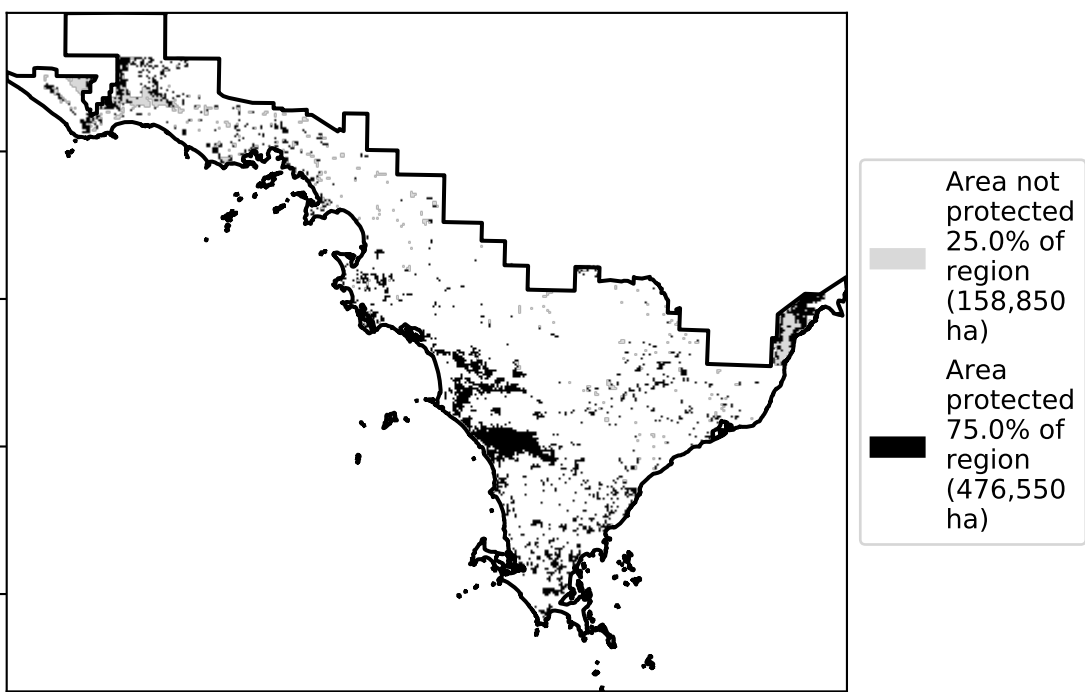 Area not
protected
25.0% of
region
(158,850
ha)
Area
protected
75.0% of
region
(476,550
ha)